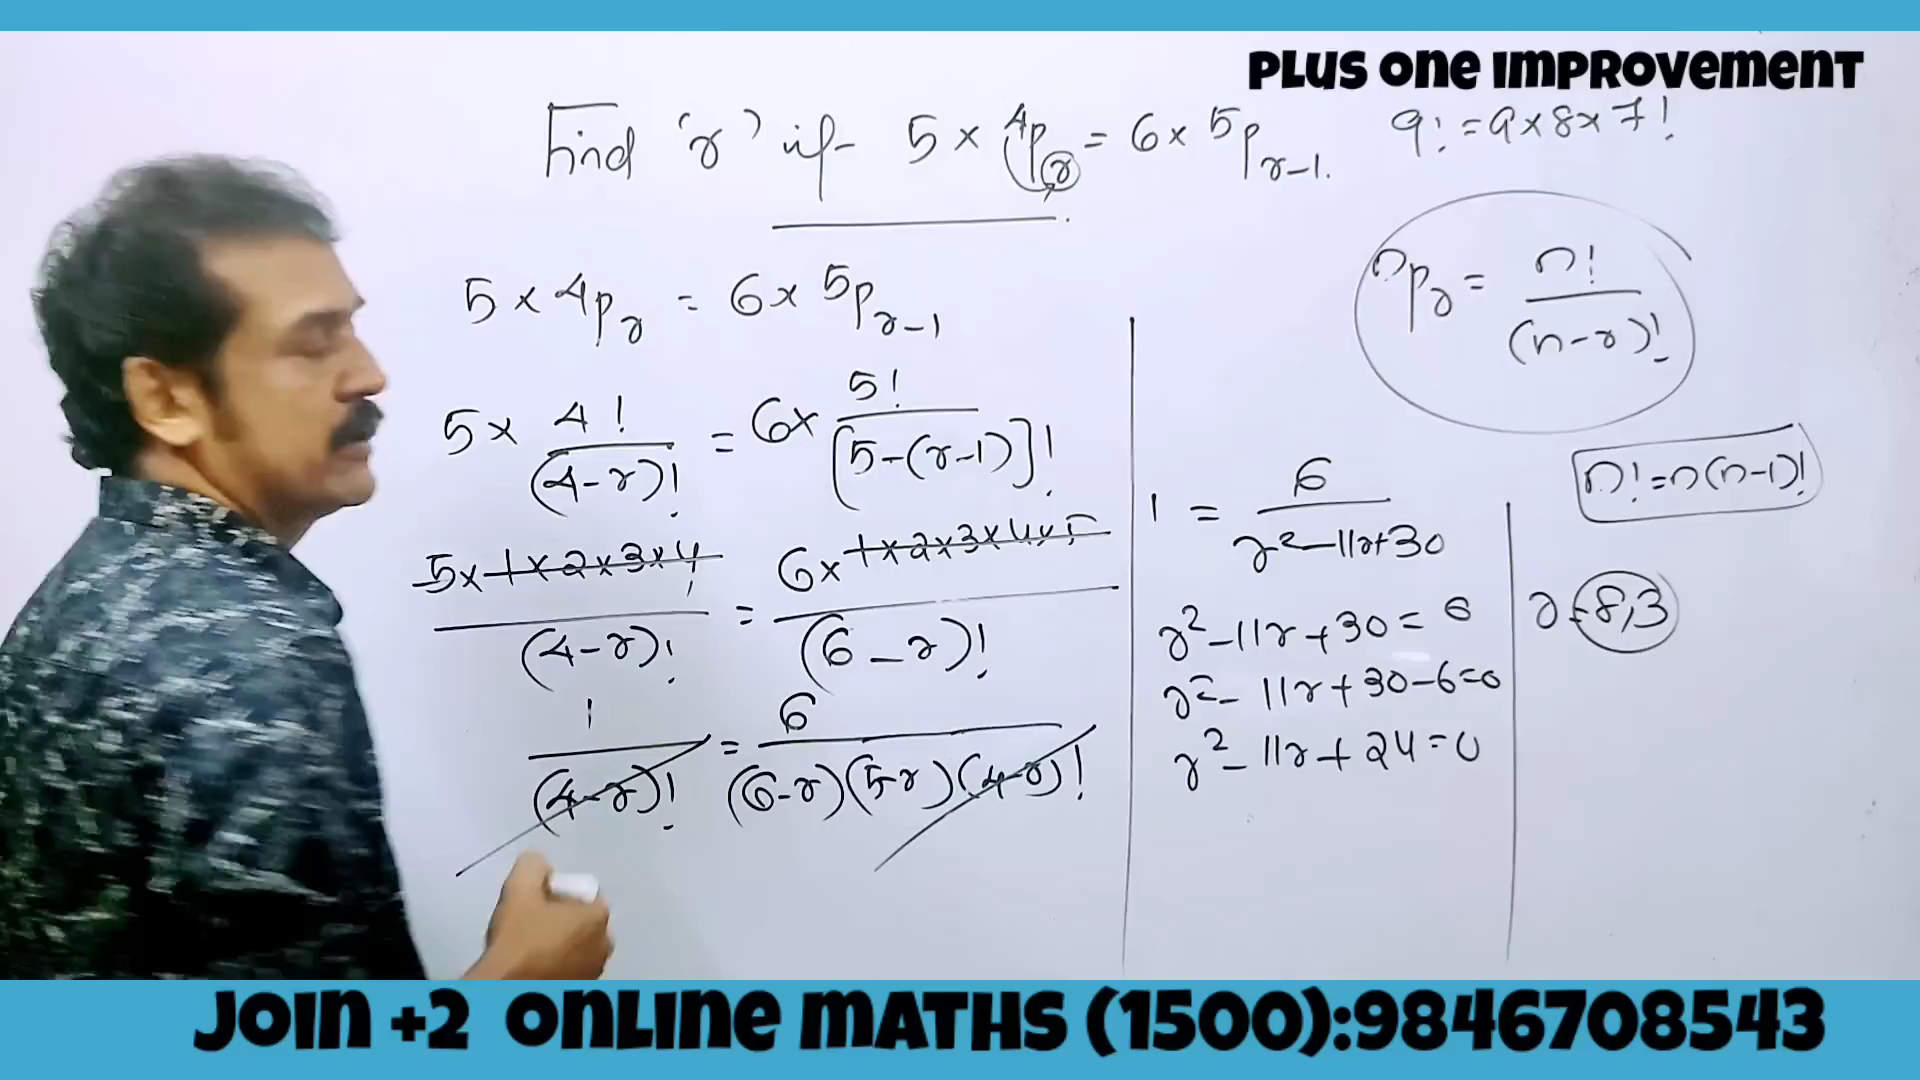 PLUS ONE IMPROVEMENT
Find 'r' if 5 × ⁴Pᵣ = 6 × ⁵Pᵣ₋₁. 9! = 9×8×7!
ⁿPᵣ = n!/(n-r)!
5 × 4Pᵣ = 6 × ⁵Pᵣ₋₁
5 × 4!/(4-r)! = 6 × 5!/[5-(r-1)]!
5×1×2×3×4/(4-r)! = 6×1×2×3×4×5/(6-r)!
1/(4-r)! = 6/(6-r)(5-r)(4-r)!
1 = 6/r²-11r+30
r²-11r+30 = 6
r²-11r+30-6=0
r²-11r+24=0
n!=n(n-1)!
r=8,3
JOIN +2 ONLINE MATHS (1500):9846708543